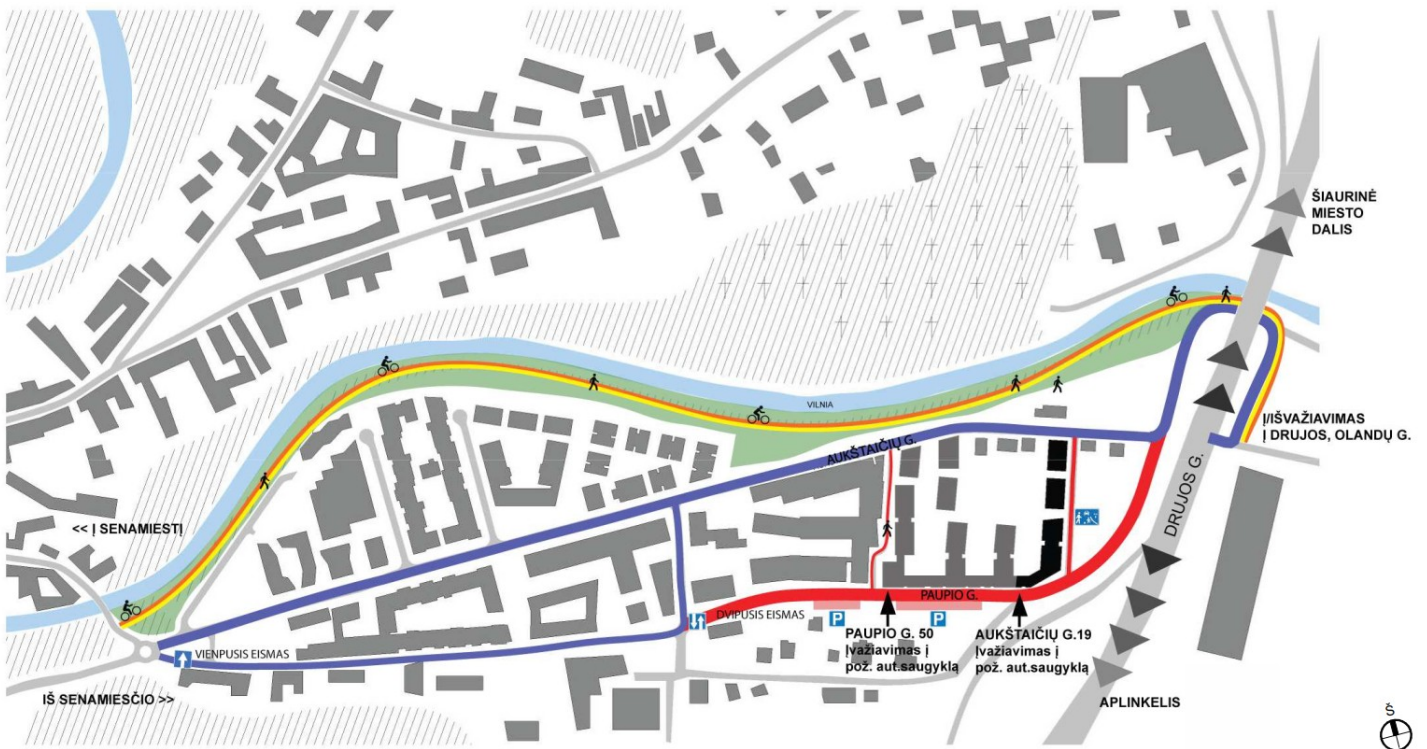 ŠIAURINĖ
MIESTO
DALIS
VILNIA
Į/IŠVAŽIAVIMAS
Į DRUJOS, OLANDŲ G.
AUKŠTAIČIŲ G.
DRUJOS G.
<< Į SENAMIESTĮ
PAUPIO G.
DVIPUSIS EISMAS
P
P
VIENPUSIS EISMAS
PAUPIO G. 50
Įvažiavimas į
pož. aut.saugyklą
AUKŠTAIČIŲ G.19
Įvažiavimas į
pož. aut.saugyklą
IŠ SENAMIESČIO >>
APLINKELIS
Š